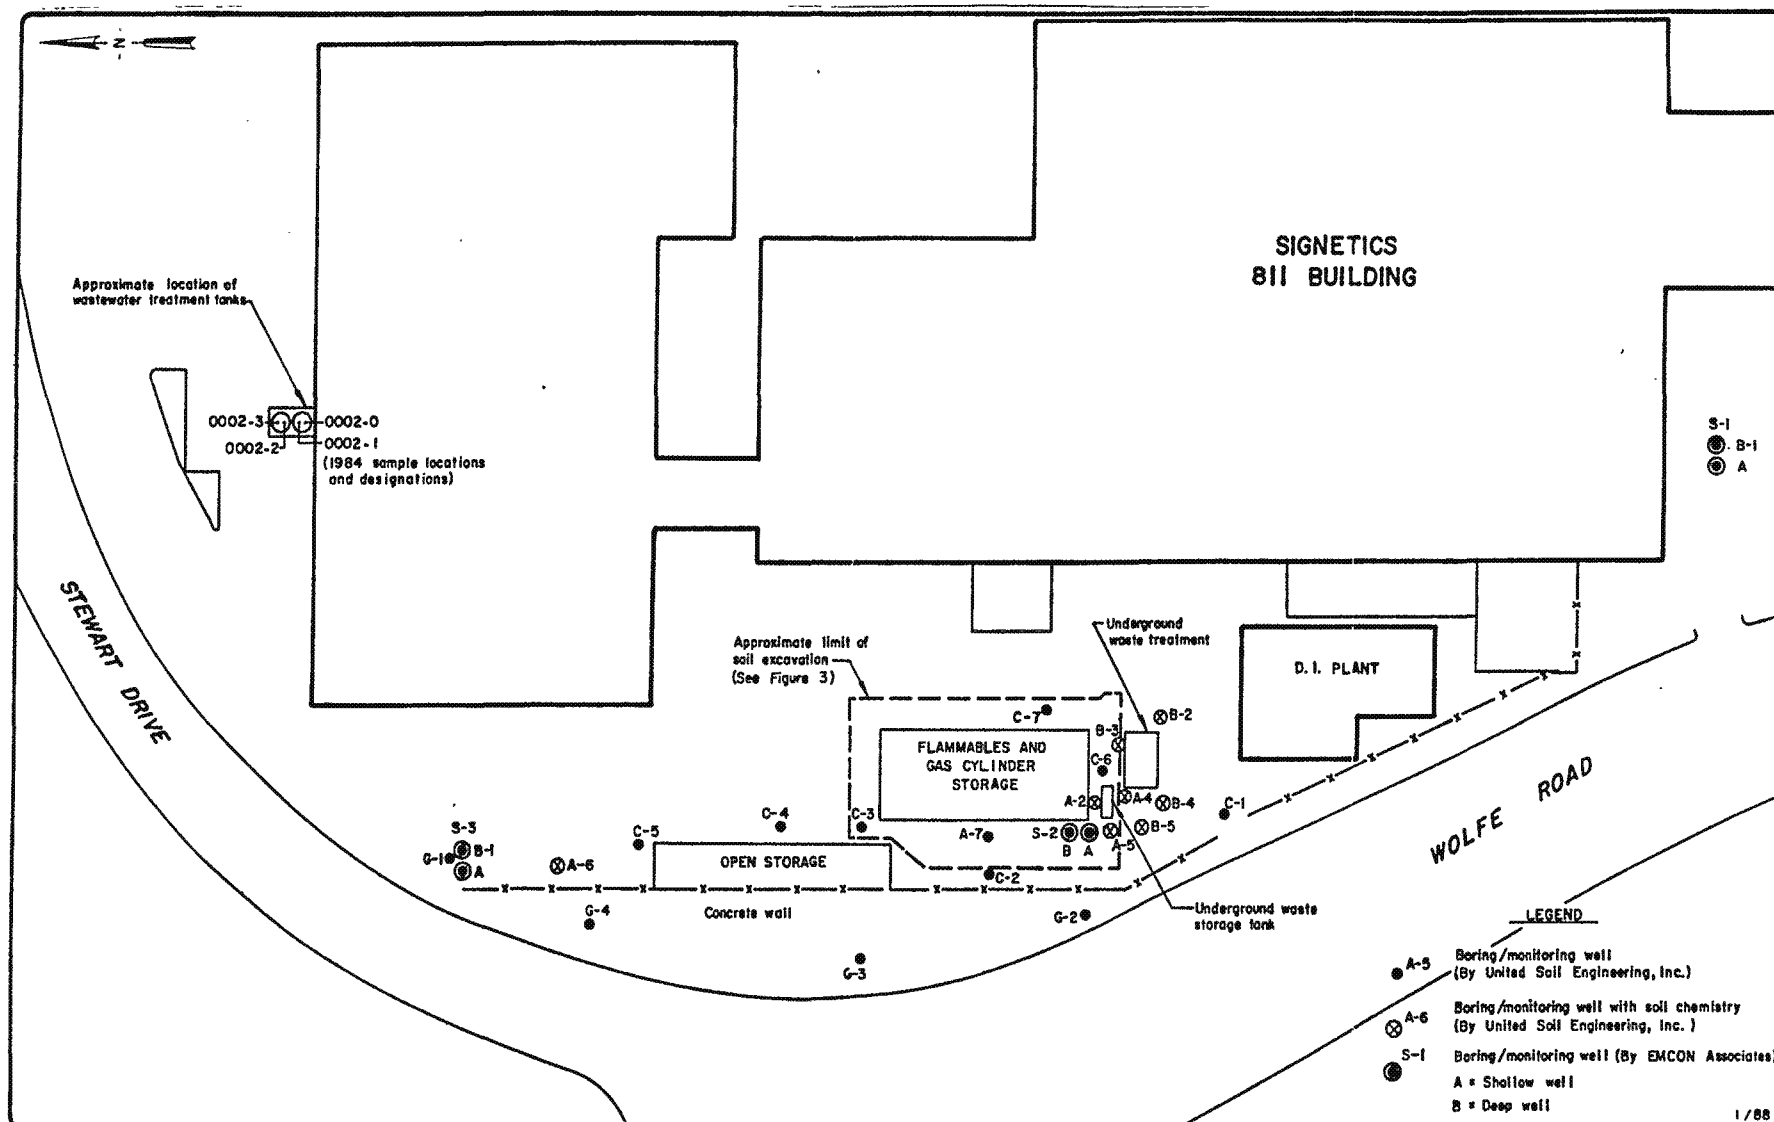 N
SIGNETICS
811 BUILDING
Approximate location of
wastewater treatment tanks
0002-3
0002-0
0002-2
0002-1
(1984 sample locations
and designations)
S-1
B-1
A
STEWART DRIVE
Underground
waste treatment
Approximate limit of
soil excavation
(See Figure 3)
D.I. PLANT
C-7
B-2
B-3
FLAMMABLES AND
GAS CYLINDER
STORAGE
C-6
A-2
A-4
B-4
C-1
B-5
C-4
C-3
A-7
S-2
B
A
A-5
S-3
B-1
G-1
A
C-5
A-6
OPEN STORAGE
C-2
WOLFE ROAD
G-4
Concrete wall
G-2
Underground waste
storage tank
G-3
LEGEND
A-5
Boring/monitoring well
(By United Soil Engineering, Inc.)
A-6
Boring/monitoring well with soil chemistry
(By United Soil Engineering, Inc.)
S-1
Boring/monitoring well (By EMCON Associates)
A = Shallow well
B = Deep well
1/88